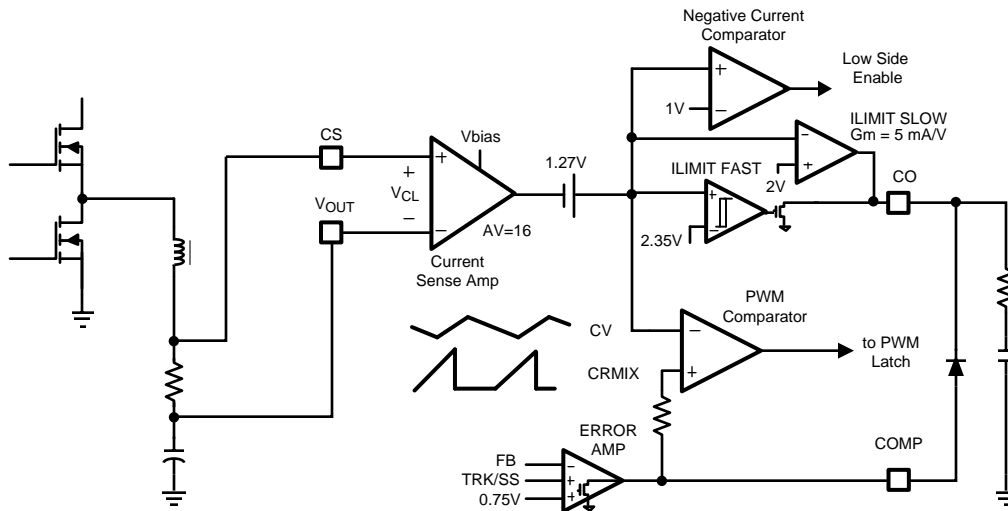 Negative Current
Comparator
Low Side
Enable
+
−
1V
ILIMIT SLOW
Gm = 5 mA/V
−
+
2V
CS
Vbias
+
+
VCL
−
VOUT
−
AV=16
Current
Sense Amp
1.27V
ILIMIT FAST
+
−
2.35V
CO
CV
CRMIX
PWM
Comparator
−
+
to PWM
Latch
ERROR
AMP
FB
TRK/SS
0.75V
−
+
+
COMP